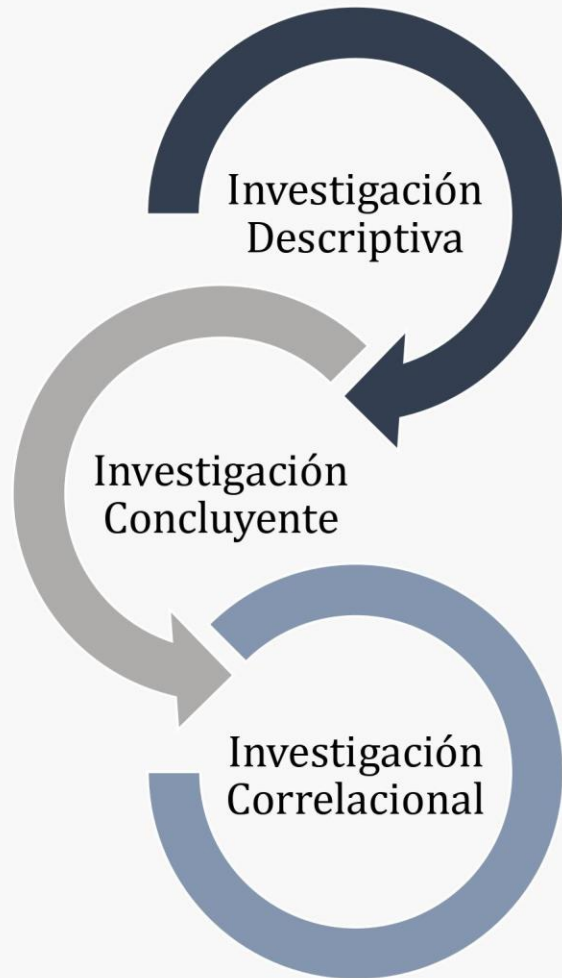 Investigación
Descriptiva
Investigación
Concluyente
Investigación
Correlacional